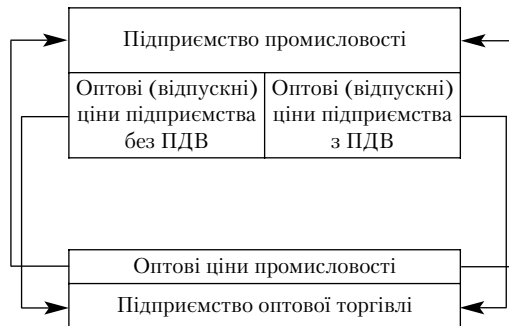 Підприємство промисловості
Оптові (відпускні)
ціни підприємства
без ПДВ
Оптові (відпускні)
ціни підприємства
з ПДВ
Оптові ціни промисловості
Підприємство оптової торгівлі